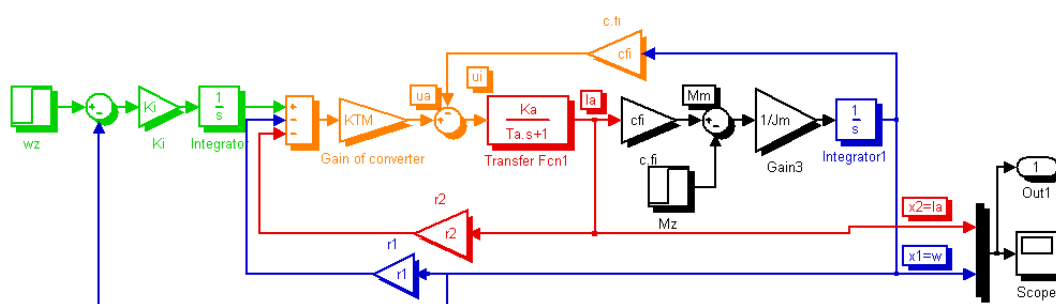 c.fi
cfi
ui
ua
Ia
Mm
Ki
1
s
KTM
Ka
Ta.s+1
cfi
1/Jm
1
s
wz
Ki
Integrator
Gain of converter
Transfer Fcn1
c.fi
Gain3
Integrator1
Mz
1
Out1
r2
r2
x2=Ia
r1
r1
x1=w
Scope